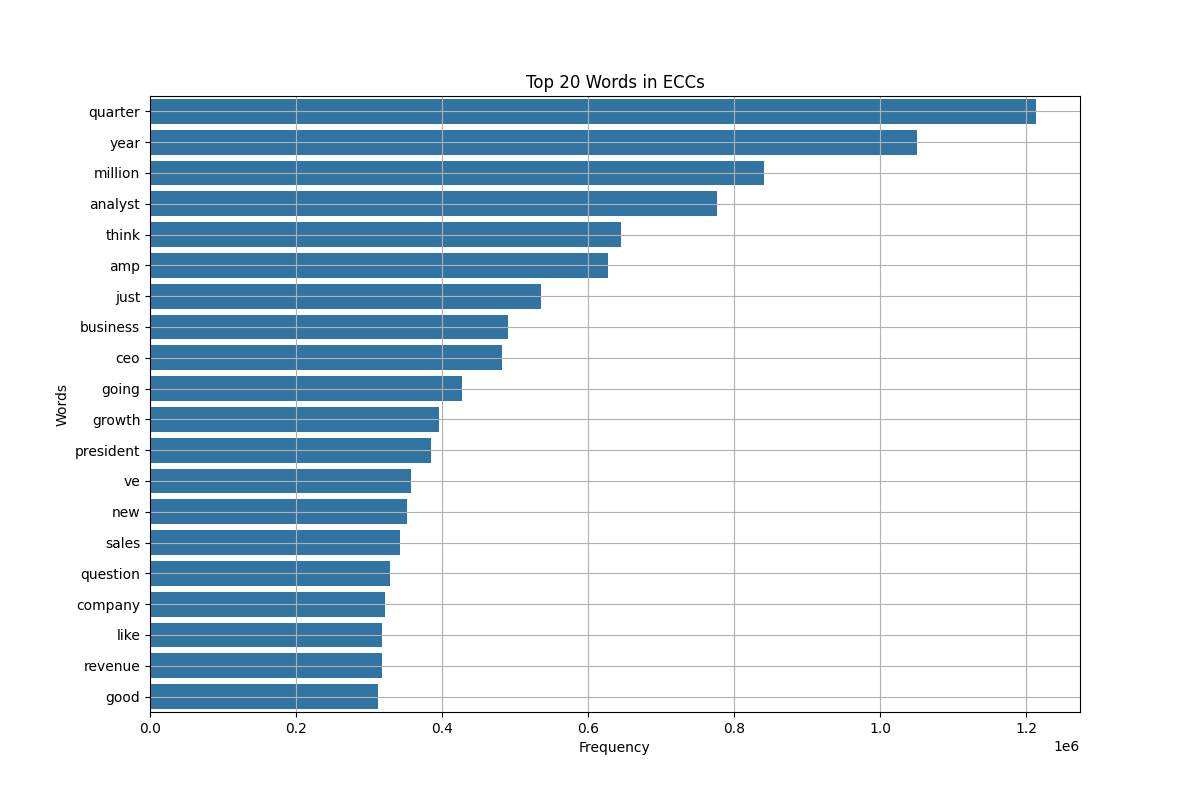 Top 20 Words in ECCs
quarter
year
million
analyst
think
amp
just
business
ceo
going
growth
president
ve
new
sales
question
company
like
revenue
good
Words
0.0 0.2 0.4 0.6 0.8 1.0 1.2
Frequency
1e6